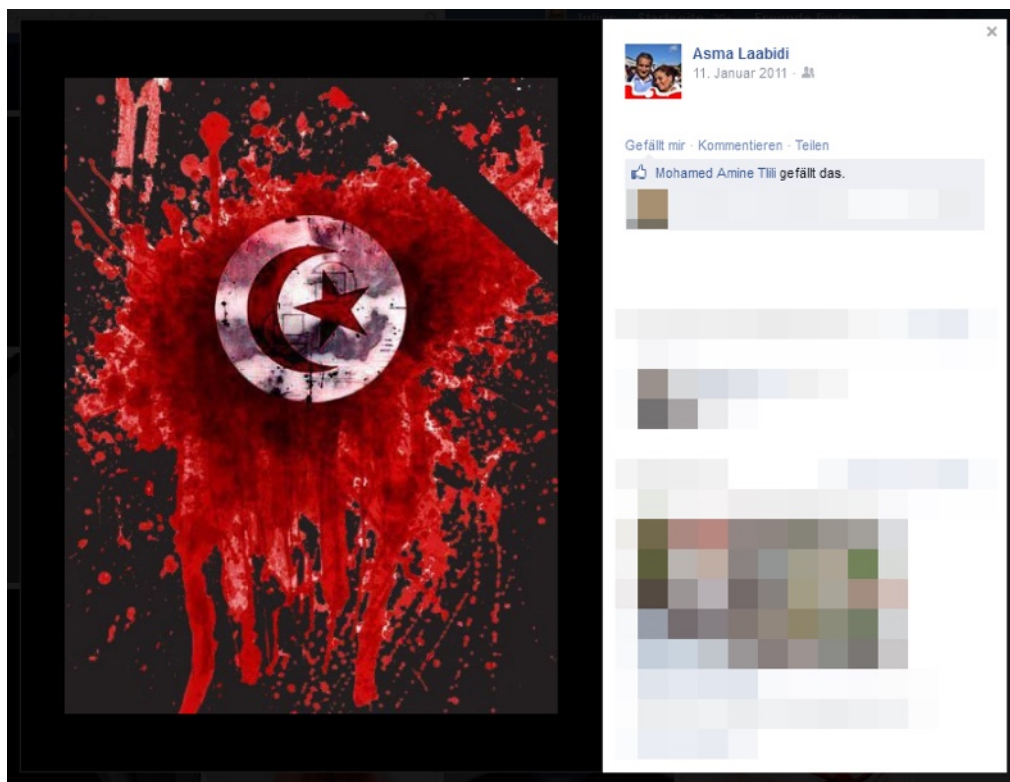 Asma Laabidi
11. Januar 2011 ·
Gefällt mir · Kommentieren · Teilen
Mohamed Amine Tlili gefällt das.